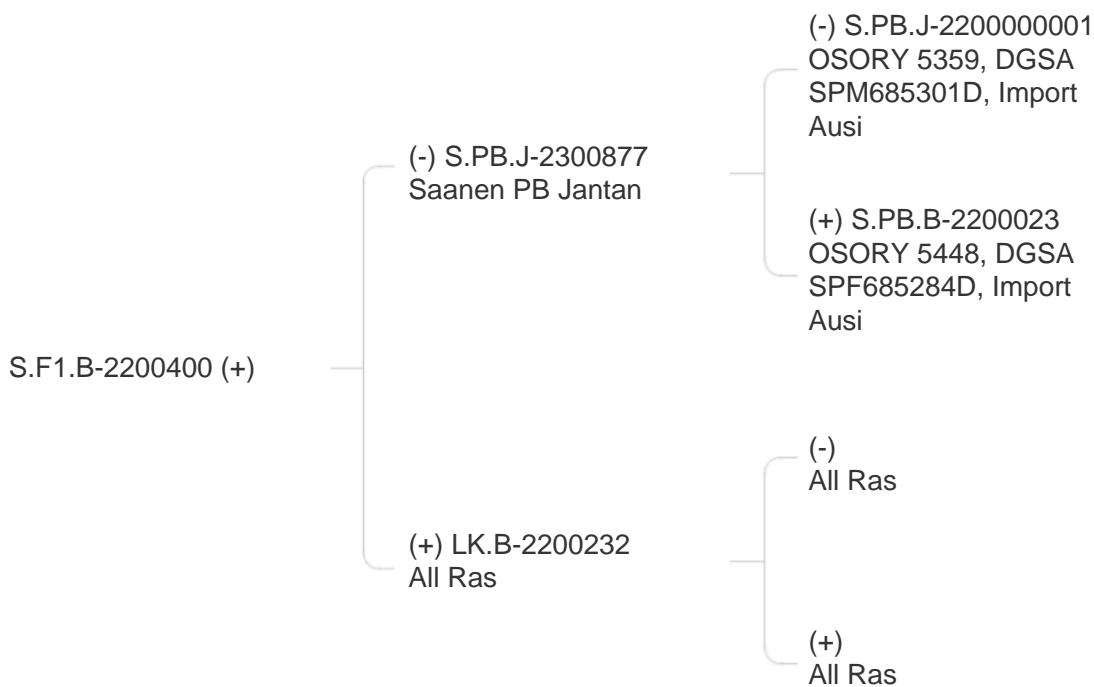 (-) S.PB.J-2200000001
OSORY 5359, DGSA
SPM685301D, Import
Ausi
(-) S.PB.J-2300877
Saanen PB Jantan
(+) S.PB.B-2200023
OSORY 5448, DGSA
SPF685284D, Import
Ausi
S.F1.B-2200400 (+)
(-)
All Ras
(+) LK.B-2200232
All Ras
(+)
All Ras